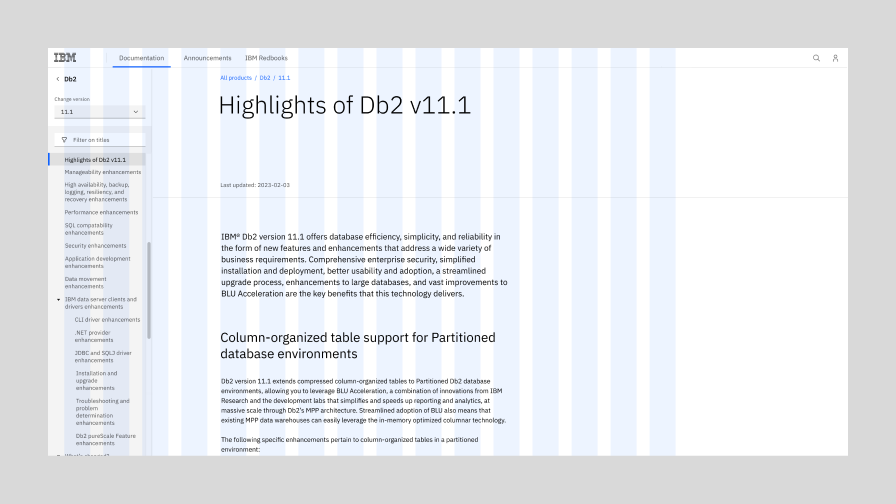 IBM
Documentation
Announcements
IBM Redbooks
Db2
Change version
11.1
Filter on titles
Highlights of Db2 v11.1
Manageability enhancements
High availability, backup,
logging, resiliency, and
recovery enhancements
Performance enhancements
SQL compatability
enhancements
Security enhancements
Application development
enhancements
Data movement
enhancements
IBM data server clients and
drivers enhancements
CLI driver enhancements
.NET provider
enhancements
JDBC and SQLJ driver
enhancements
Installation and
upgrade
enhancements
Troubleshooting and
problem
determination
enhancements
Db2 pureScale Feature
enhancements
All products / Db2 / 11.1
Highlights of Db2 v11.1
Last updated: 2023-02-03
IBM® Db2 version 11.1 offers database efficiency, simplicity, and reliability in
the form of new features and enhancements that address a wide variety of
business requirements. Comprehensive enterprise security, simplified
installation and deployment, better usability and adoption, a streamlined
upgrade process, enhancements to large databases, and vast improvements to
BLU Acceleration are the key benefits that this technology delivers.
Column-organized table support for Partitioned
database environments
Db2 version 11.1 extends compressed column-organized tables to Partitioned Db2 database
environments, allowing you to leverage BLU Acceleration, a combination of innovations from IBM
Research and the development labs that simplifies and speeds up reporting and analytics, at
massive scale through Db2's MPP architecture. Streamlined adoption of BLU also means that
existing MPP data warehouses can easily leverage the in-memory optimized columnar technology.
The following specific enhancements pertain to column-organized tables in a partitioned
environment: